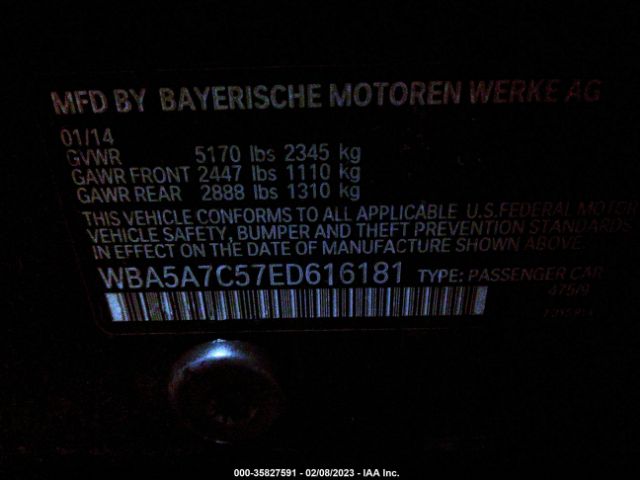 MFD BY BAYERISCHE MOTOREN WERKE AG
01/14
GVWR 5170 lbs 2345 kg
GAWR FRONT 2447 lbs 1110 kg
GAWR REAR 2888 lbs 1310 kg
THIS VEHICLE CONFORMS TO ALL APPLICABLE U.S. FEDERAL MOTOR
VEHICLE SAFETY, BUMPER AND THEFT PREVENTION STANDARDS
IN EFFECT ON THE DATE OF MANUFACTURE SHOWN ABOVE.
WBA5A7C57ED616181 TYPE: PASSENGER CAR
475/9
000-35827591 - 02/08/2023 - IAA Inc.